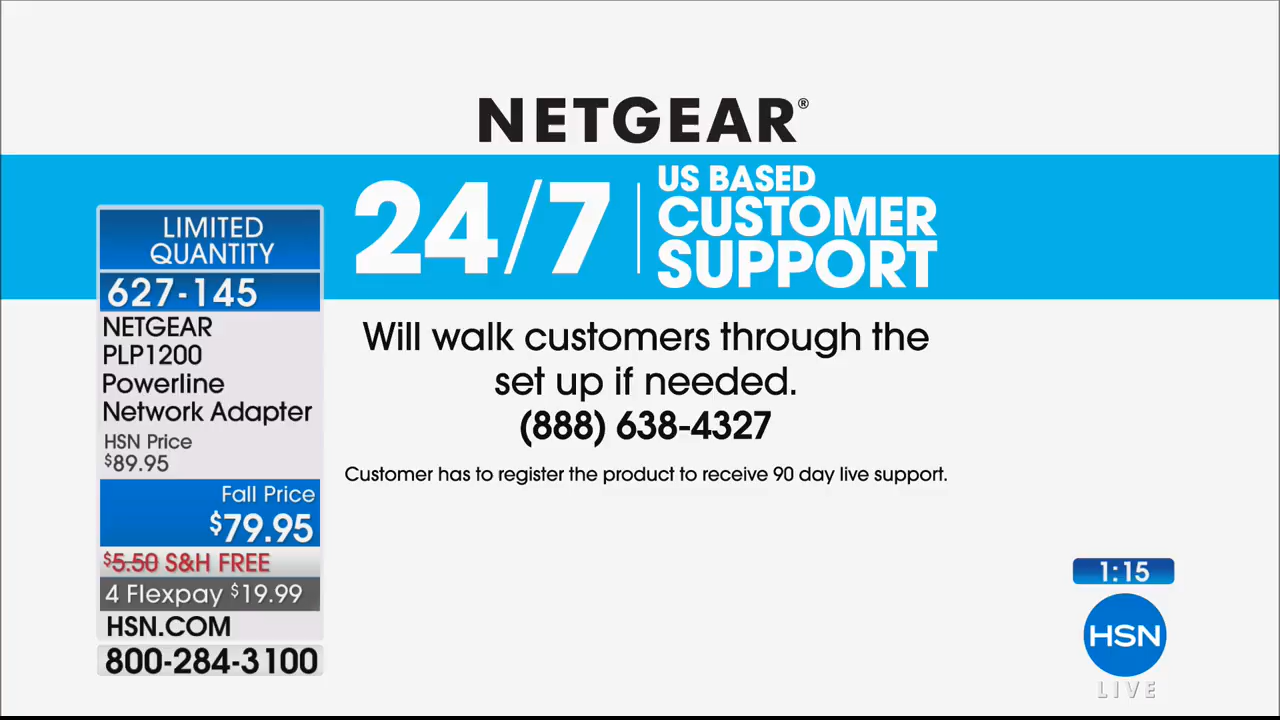 NETGEAR®
24/7
US BASED
CUSTOMER
SUPPORT
Will walk customers through the
set up if needed.
(888) 638-4327
Customer has to register the product to receive 90 day live support.
LIMITED
QUANTITY
627-145
NETGEAR
PLP1200
Powerline
Network Adapter
HSN Price
$89.95
Fall Price
$79.95
$5.50 S&H FREE
4 Flexpay $19.99
HSN.COM
800-284-3100
1:15
HSN
LIVE